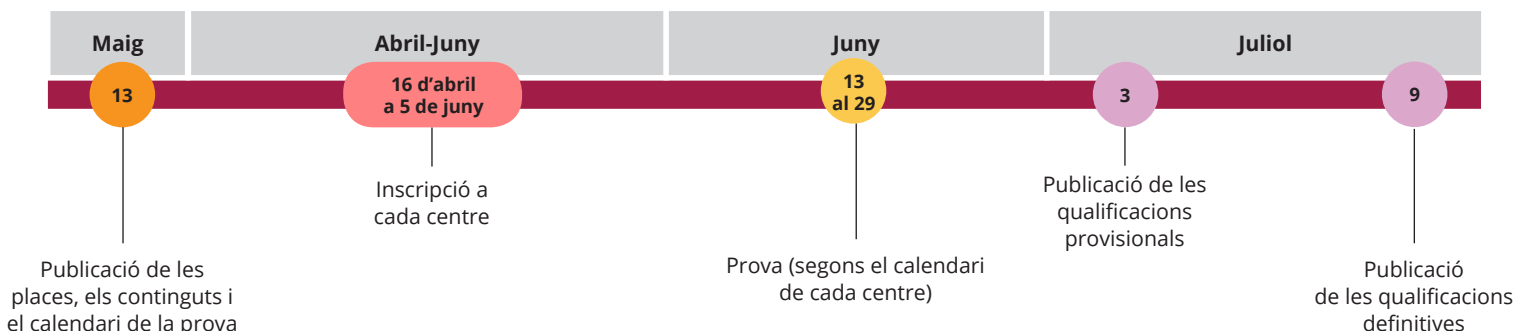 Maig
Abril-Juny
Juny
Juliol
13
16 d’abril
a 5 de juny
13
al 29
3
9
Publicació de les
places, els continguts i
el calendari de la prova
Inscripció a
cada centre
Prova (segons el calendari
de cada centre)
Publicació de les
qualificacions
provisionals
Publicació
de les qualificacions
definitives